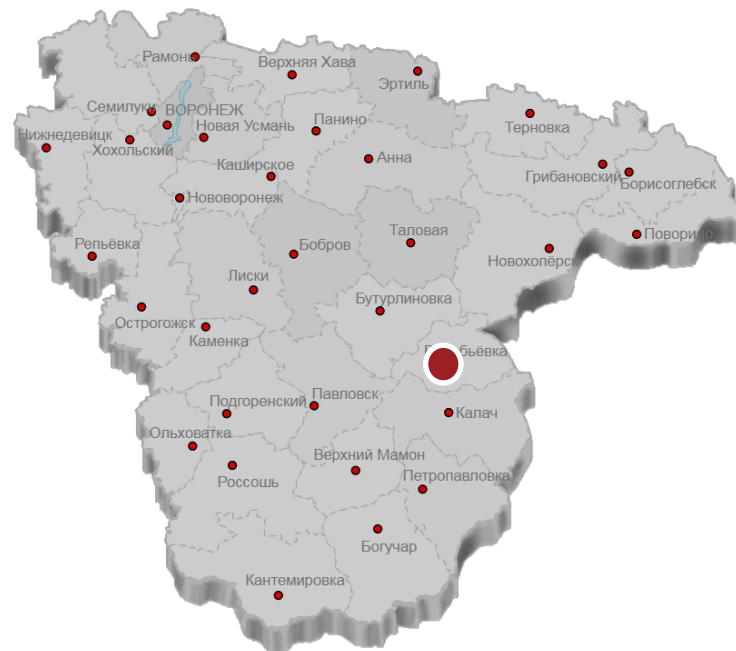 Рамонь
Верхняя Хава
Эртиль
Семилуки
ВОРОНЕЖ
Терновка
Панино
Новая Усмань
Нижнедевицк
Хохольский
Анна
Каширское
Грибановский
Борисоглебск
Нововоронеж
Таловая
Поворино
Репьёвка
Бобров
Новохопёрск
Лиски
Бутурлиновка
Острогожск
Каменка
Павловск
Подгоренский
Калач
Ольховатка
Верхний Мамон
Россошь
Петропавловка
Богучар
Кантемировка